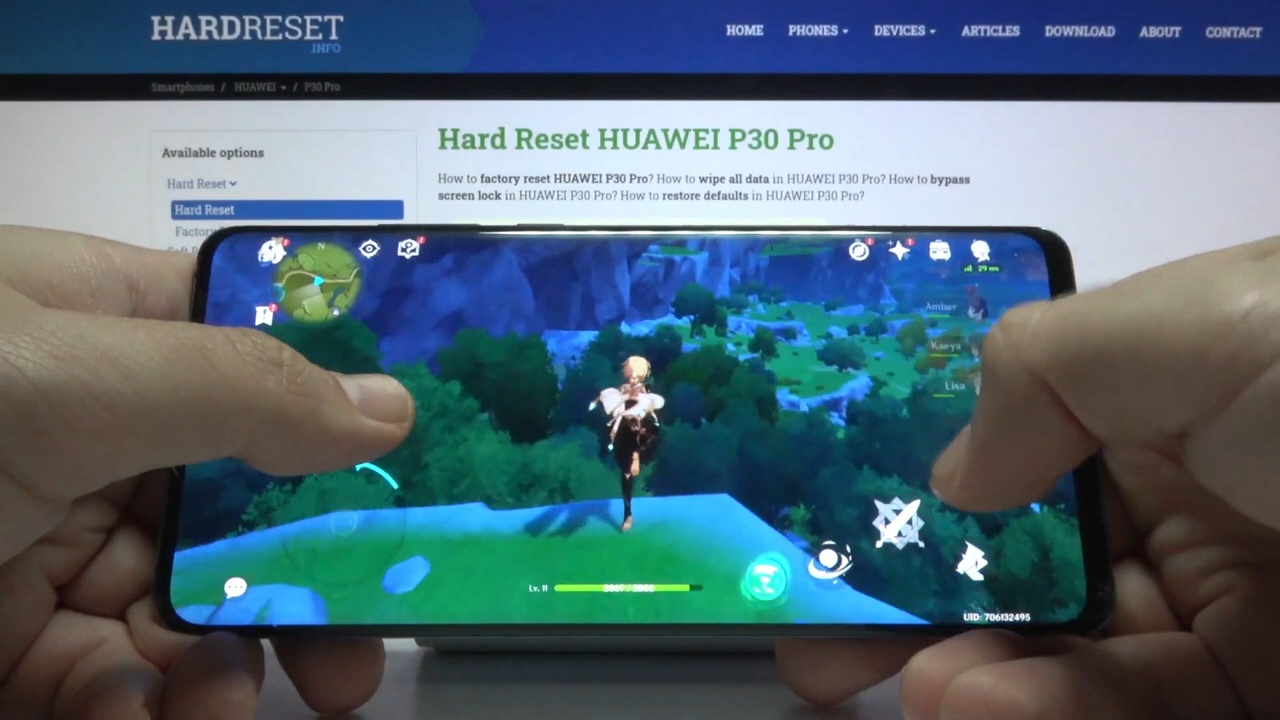 HARDRESET
.INFO
HOME PHONES DEVICES ARTICLES DOWNLOAD ABOUT CONTACT
Smartphones / HUAWEI / P30 Pro
Available options
Hard Reset
Hard Reset
Hard Reset HUAWEI P30 Pro
How to factory reset HUAWEI P30 Pro? How to wipe all data in HUAWEI P30 Pro? How to bypass
screen lock in HUAWEI P30 Pro? How to restore defaults in HUAWEI P30 Pro?
N
29 ms
Amber
Kaeya
Lisa
Lv. 11
UID: 706132495